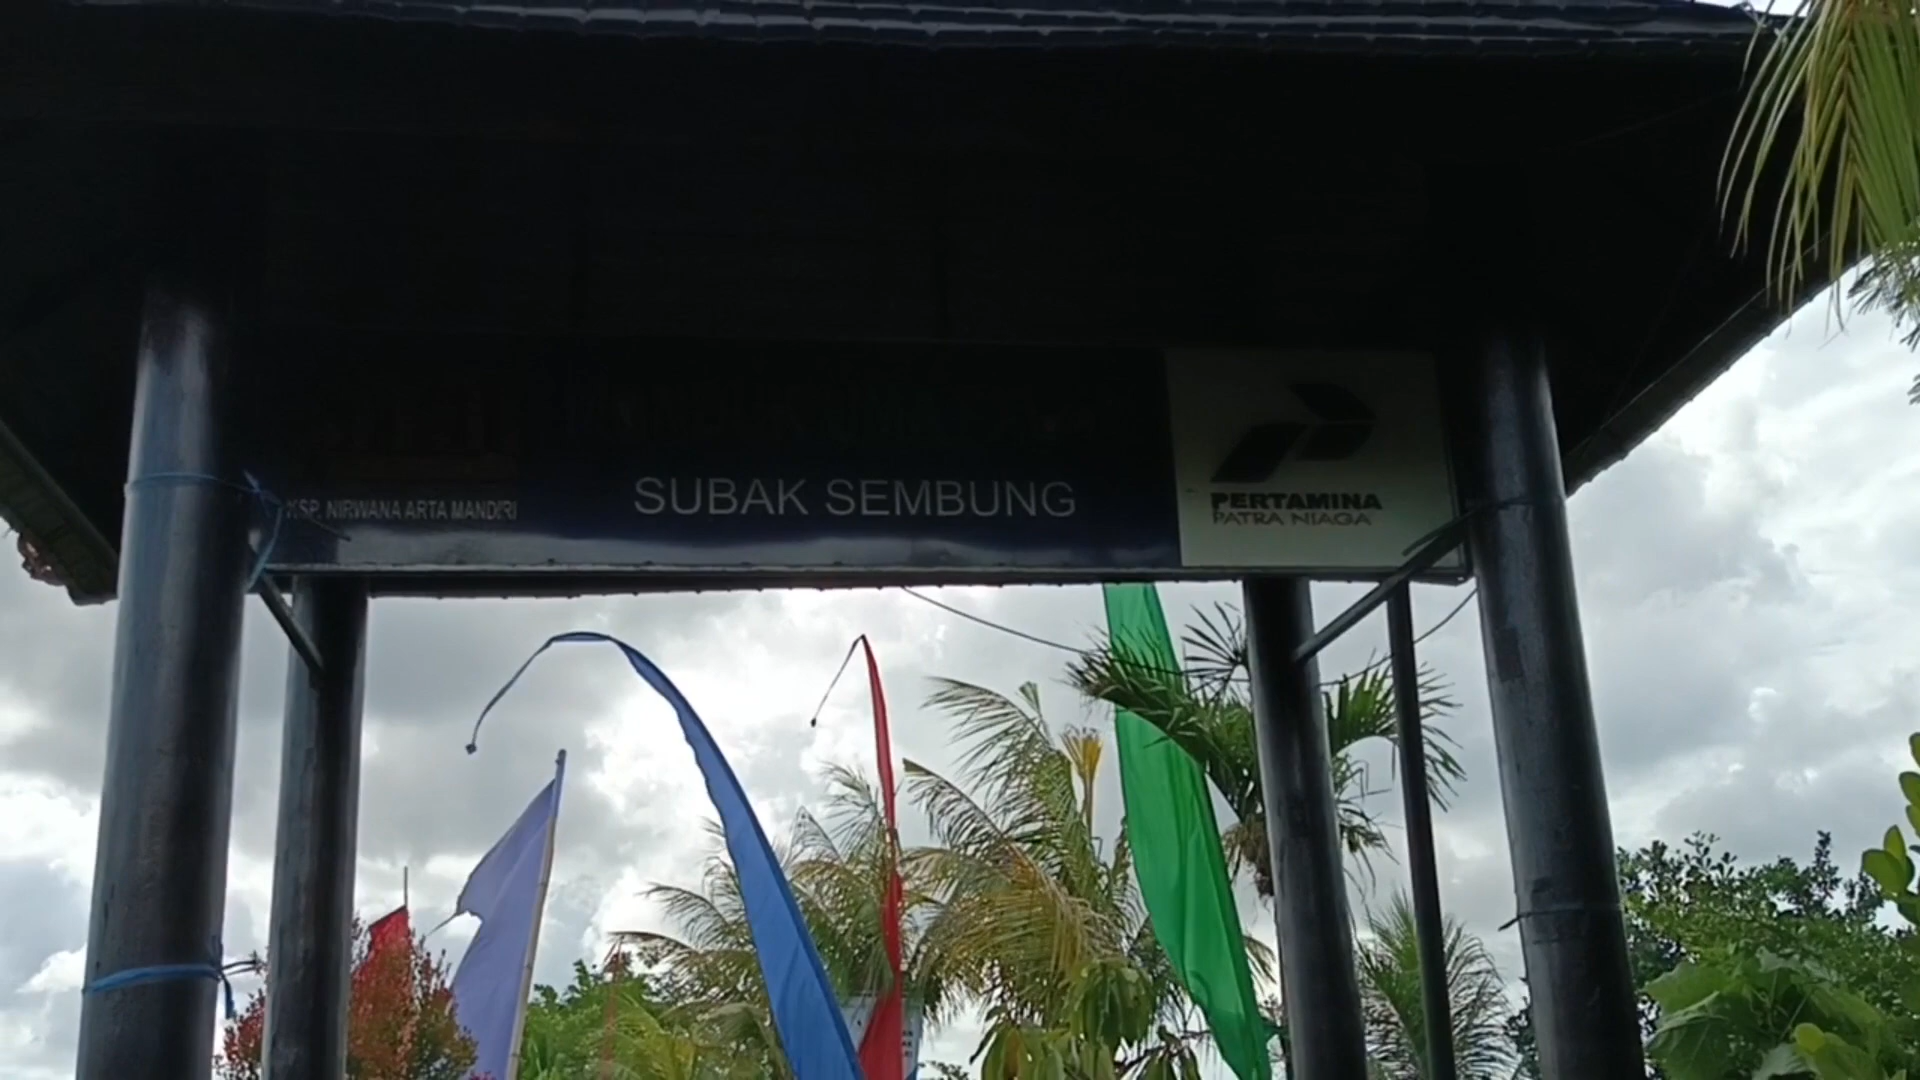 KSP. NIRWANA ARTA MANDIRI
SUBAK SEMBUNG
PERTAMINA
PATRA NIAGA